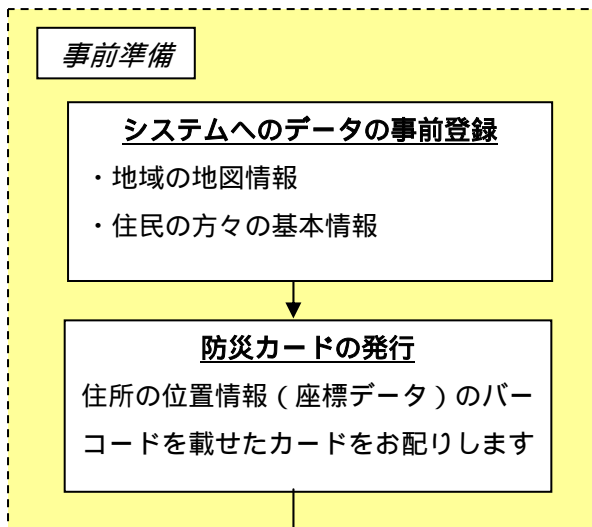 事前準備
システムへのデータの事前登録
・地域の地図情報
・住民の方々の基本情報
防災カードの発行
住所の位置情報（座標データ）のバー
コードを載せたカードをお配りします